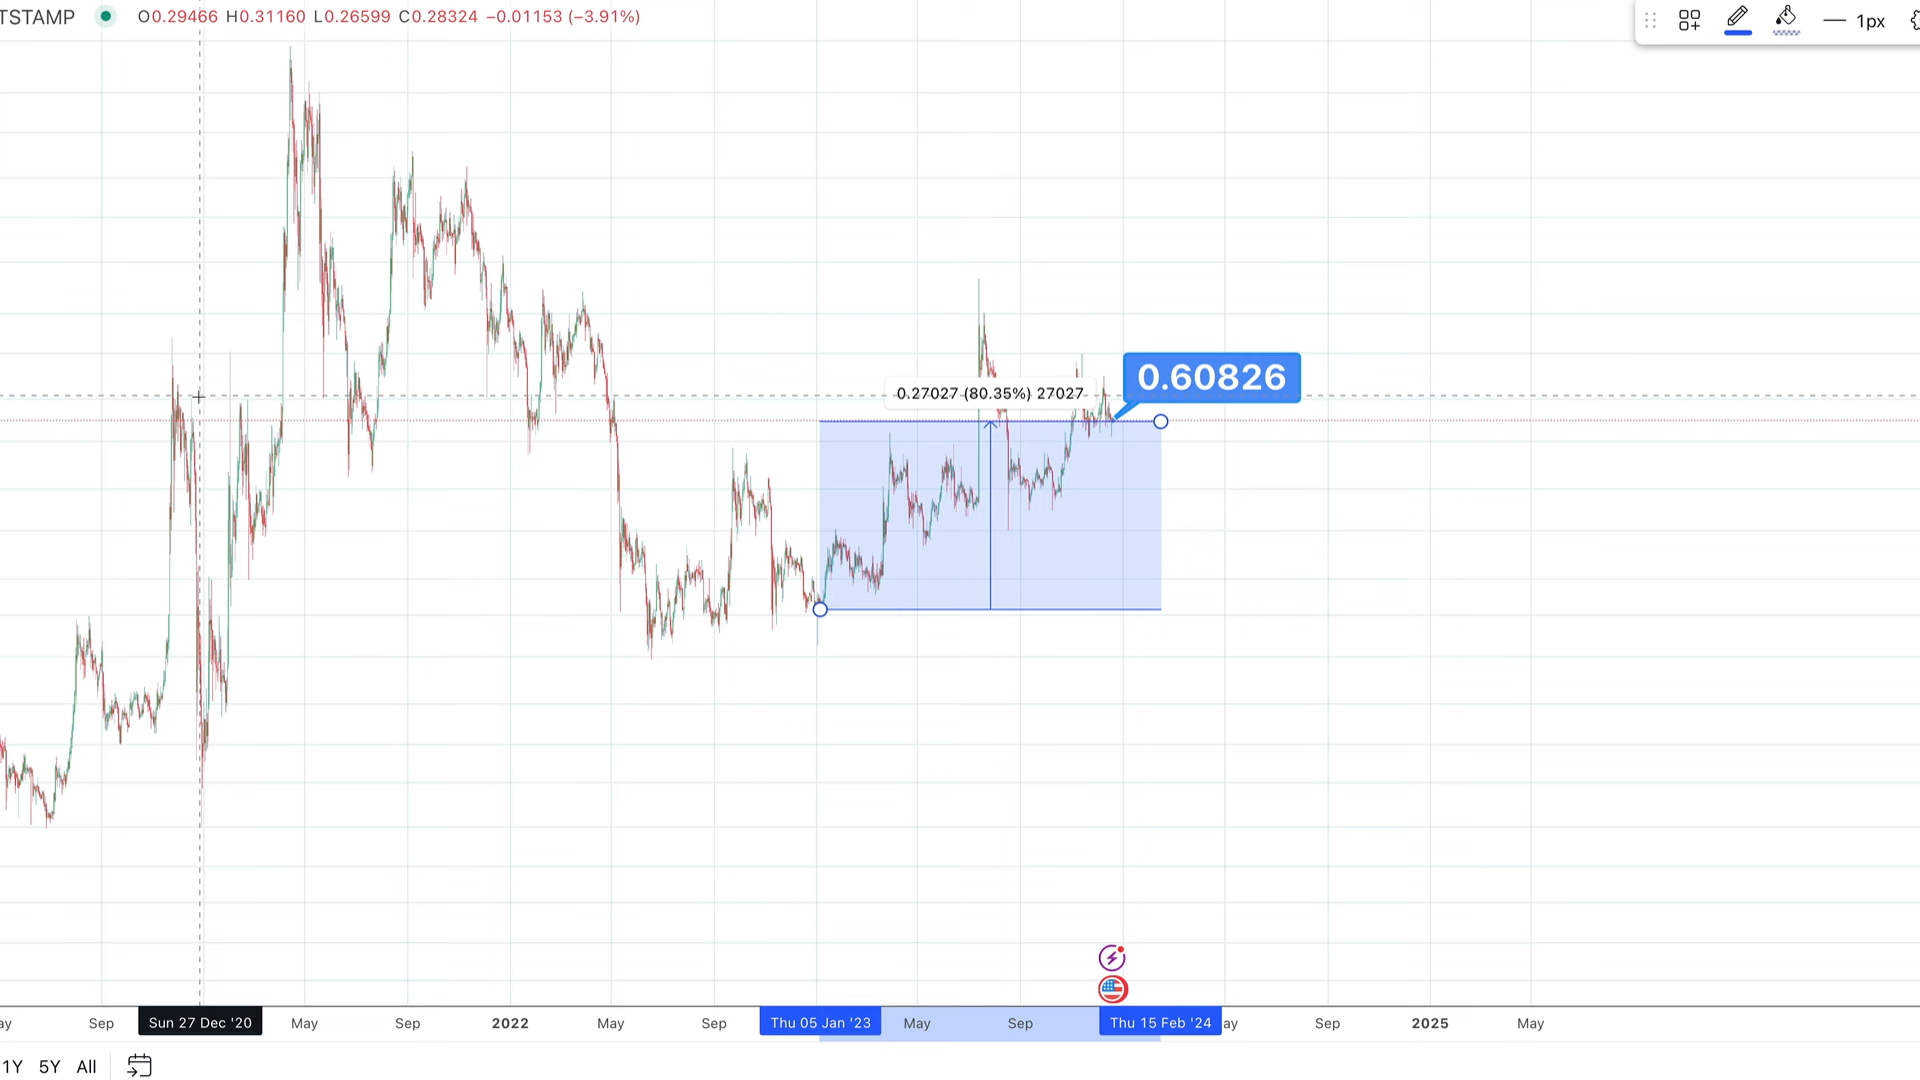 TSTAMP O0.29466 H0.31160 L0.26599 C0.28324 −0.01153 (−3.91%)
1px
0.60826
0.27027 (80.35%) 27027
ay Sep Sun 27 Dec '20 May Sep 2022 May Sep Thu 05 Jan '23 May Sep Thu 15 Feb '24 ay Sep 2025 May
1Y 5Y All